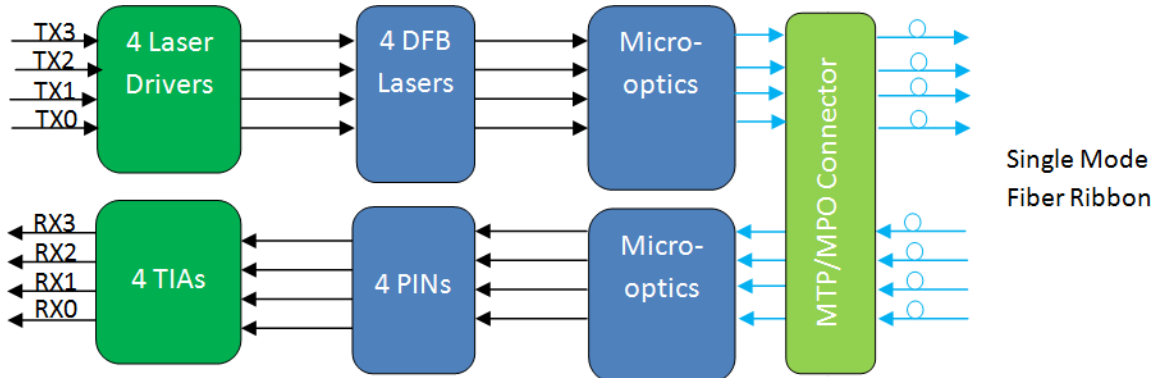 TX3
TX2
TX1
TX0
4 Laser
Drivers
4 DFB
Lasers
Micro-
optics
MTP/MPO Connector
Single Mode
Fiber Ribbon
RX3
RX2
RX1
RX0
4 TIAs
4 PINs
Micro-
optics